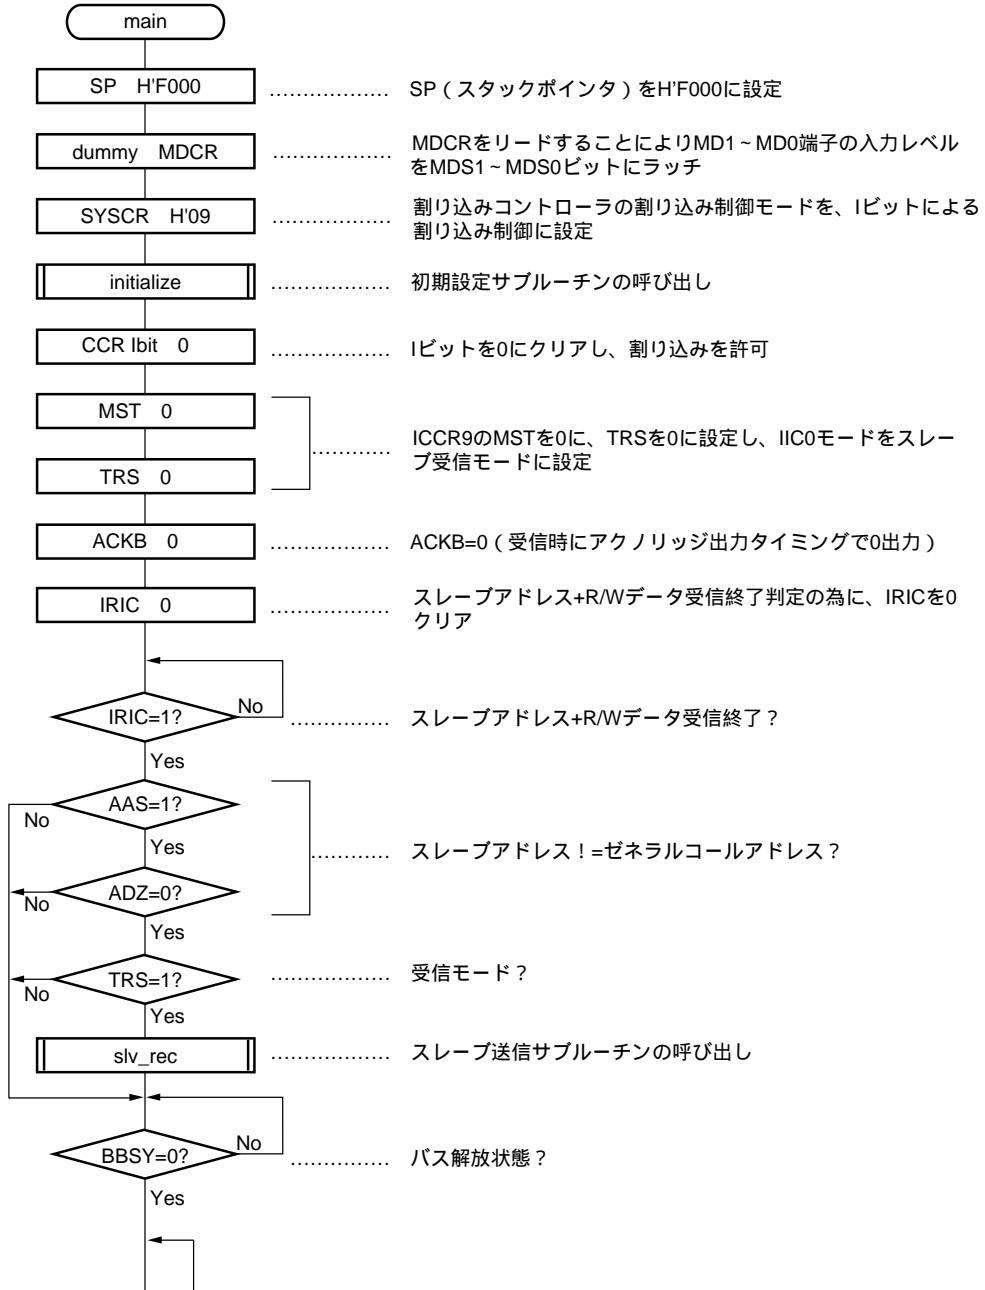 main
SP H'F000 ……………… SP（スタックポインタ）をH'F000に設定
dummy MDCR ……………… MDCRをリードすることによりMD1~MD0端子の入力レベル
をMDS1~MDS0ビットにラッチ
SYSCR H'09 ……………… 割り込みコントローラの割り込み制御モードを、Iビットによる
割り込み制御に設定
initialize ……………… 初期設定サブルーチンの呼び出し
CCR Ibit 0 ……………… Iビットを0にクリアし、割り込みを許可
MST 0
………… ICCR9のMSTを0に、TRSを0に設定し、IIC0モードをスレー
ブ受信モードに設定
TRS 0
ACKB 0 ……………… ACKB=0（受信時にアクノリッジ出力タイミングで0出力）
IRIC 0 ……………… スレーブアドレス+R/Wデータ受信終了判定の為に、IRICを0
クリア
IRIC=1? No …………… スレーブアドレス+R/Wデータ受信終了？
Yes
AAS=1?
No
Yes
………… スレーブアドレス！=ゼネラルコールアドレス？
ADZ=0?
No
Yes
TRS=1? ……………… 受信モード？
No
Yes
slv_rec ……………… スレーブ送信サブルーチンの呼び出し
BBSY=0? No …………… バス解放状態？
Yes